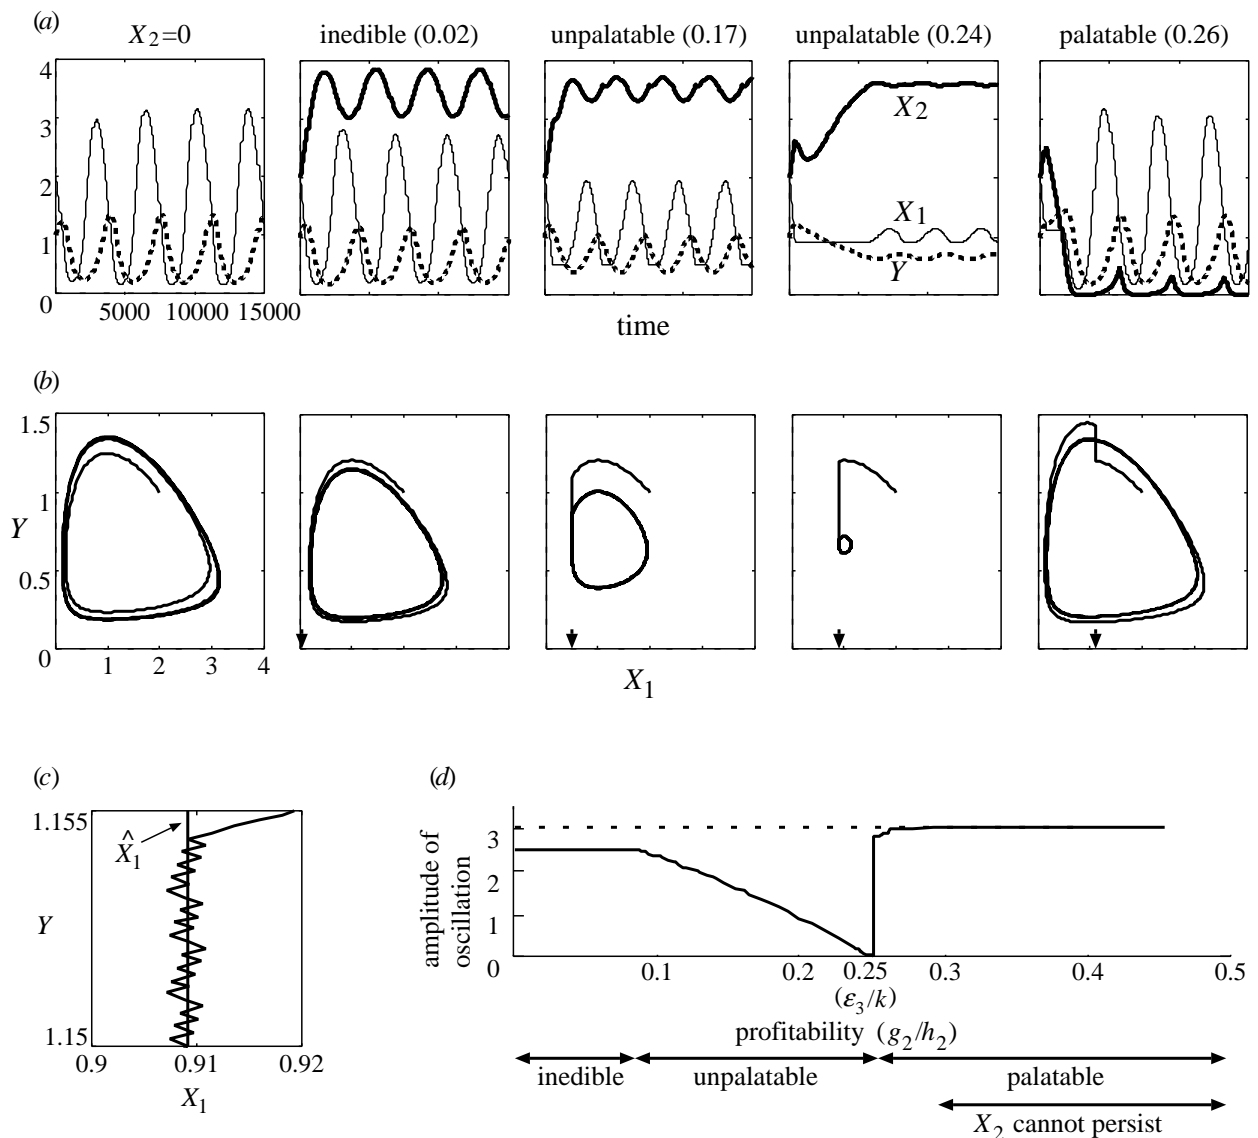 (a)
X2=0
inedible (0.02)
unpalatable (0.17)
unpalatable (0.24)
palatable (0.26)
4
3
2
1
0
5000 10000 15000
X2
X1
Y
time
(b)
1.5
1
0.5
0
Y
1 2 3 4
X1
(c)
1.155
X̂1
Y
1.15
0.9 0.91 0.92
X1
(d)
amplitude of
oscillation
3
2
1
0
0.1 0.2 0.25 0.3 0.4 0.5
(ε3/k)
profitability (g2/h2)
inedible unpalatable palatable
X2 cannot persist